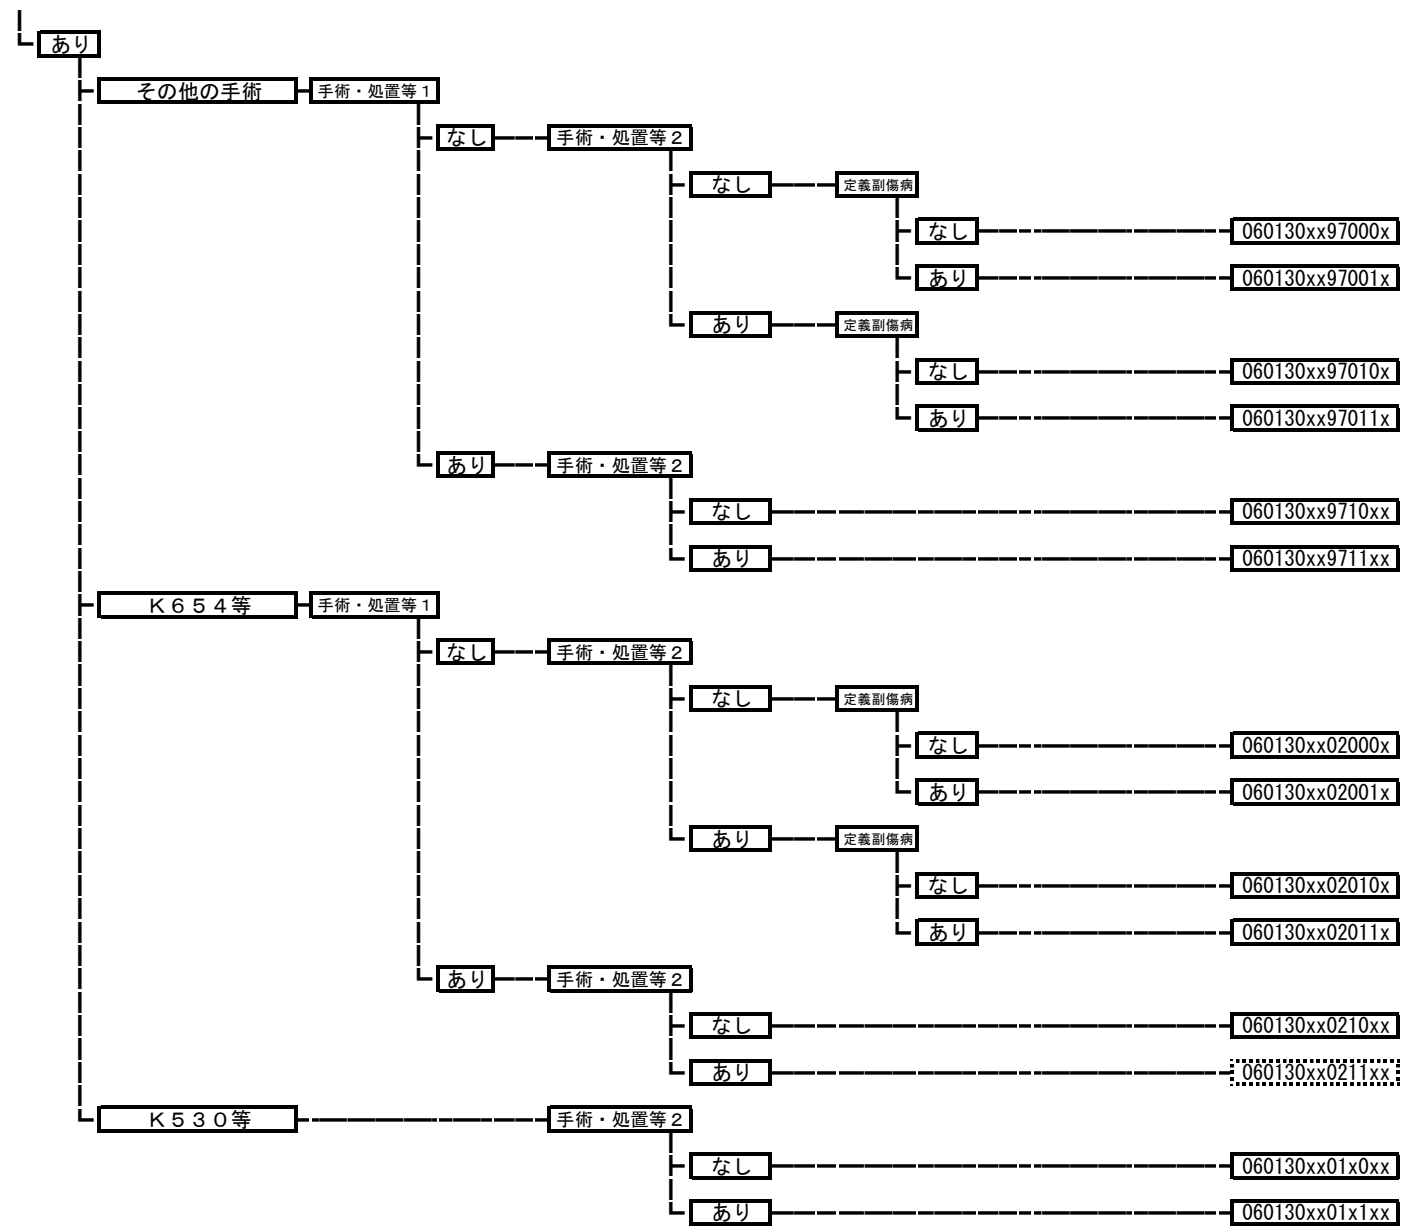 あり
その他の手術 手術・処置等1
なし 手術・処置等2
なし 定義副傷病
なし 060130xx97000x
あり 060130xx97001x
あり 定義副傷病
なし 060130xx97010x
あり 060130xx97011x
あり 手術・処置等2
なし 060130xx9710xx
あり 060130xx9711xx
K654等 手術・処置等1
なし 手術・処置等2
なし 定義副傷病
なし 060130xx02000x
あり 060130xx02001x
あり 定義副傷病
なし 060130xx02010x
あり 060130xx02011x
あり 手術・処置等2
なし 060130xx0210xx
あり 060130xx0211xx
K530等 手術・処置等2
なし 060130xx01x0xx
あり 060130xx01x1xx